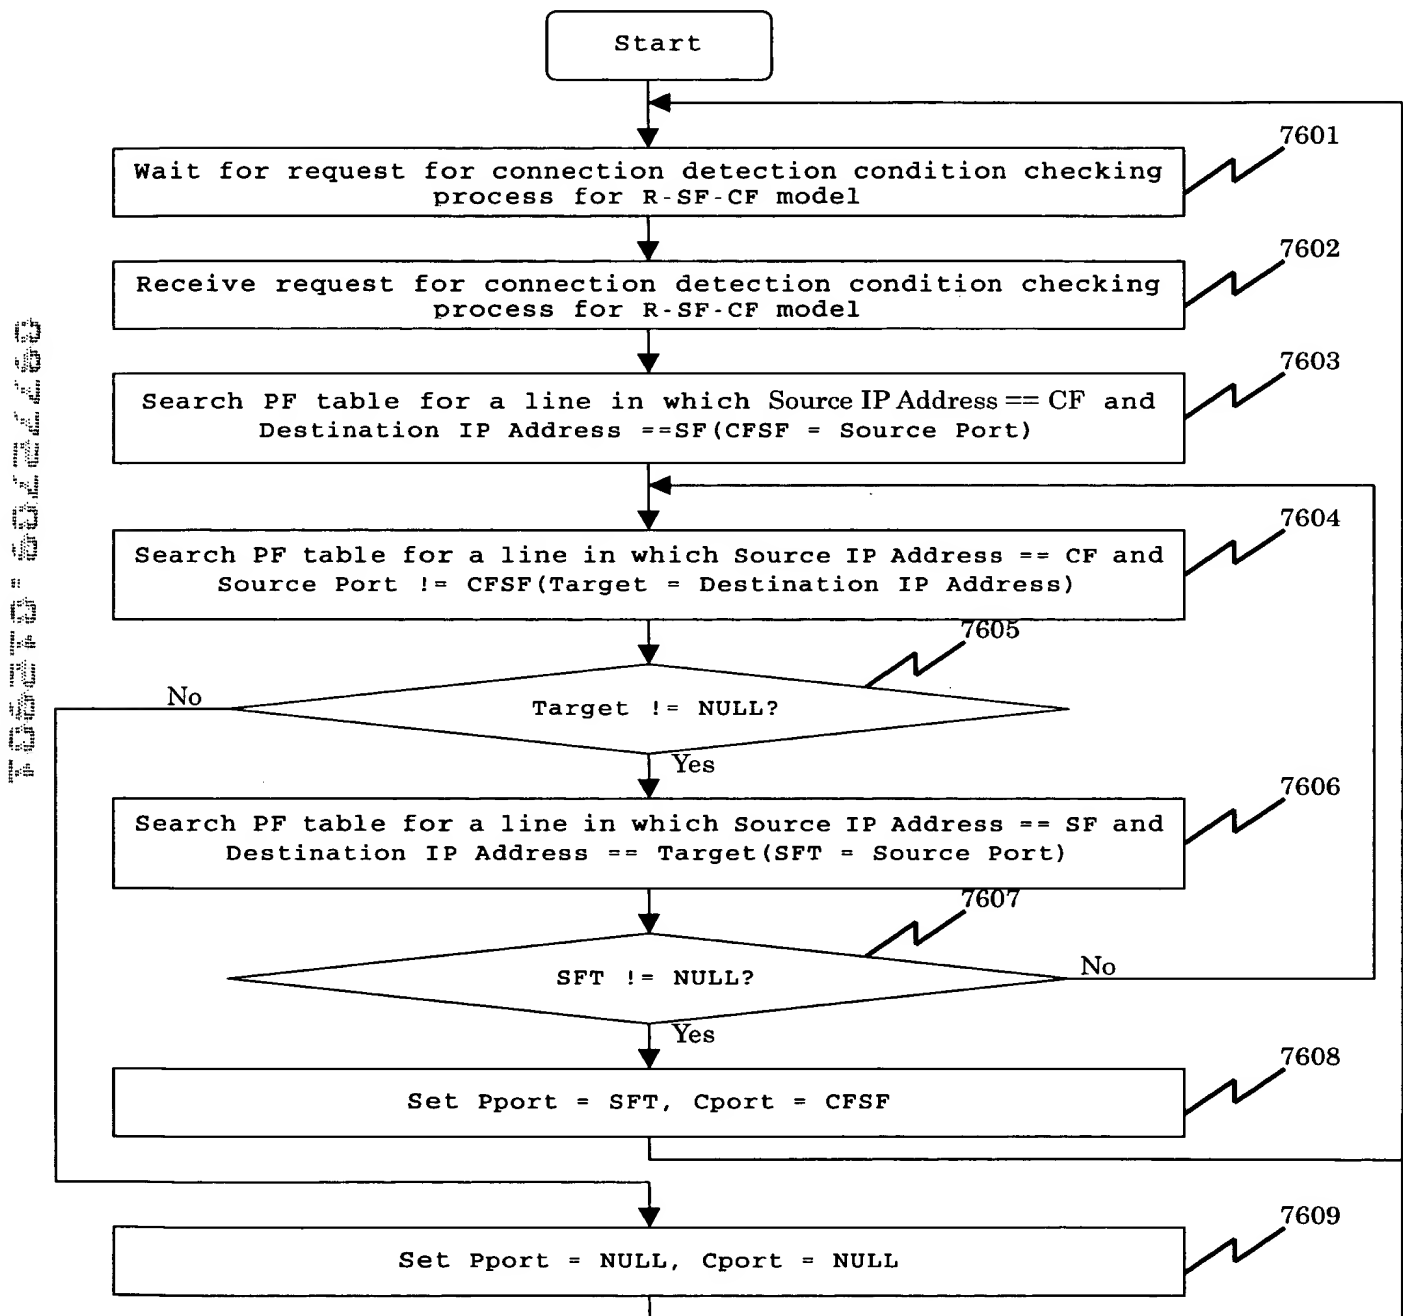 Start
7601
Wait for request for connection detection condition checking
process for R-SF-CF model
7602
Receive request for connection detection condition checking
process for R-SF-CF model
7603
Search PF table for a line in which Source IP Address == CF and
Destination IP Address ==SF(CFSF = Source Port)
7604
Search PF table for a line in which Source IP Address == CF and
Source Port != CFSF(Target = Destination IP Address)
7605
No
Target != NULL?
Yes
7606
Search PF table for a line in which Source IP Address == SF and
Destination IP Address == Target(SFT = Source Port)
7607
SFT != NULL?
No
Yes
7608
Set Pport = SFT, Cport = CFSF
7609
Set Pport = NULL, Cport = NULL